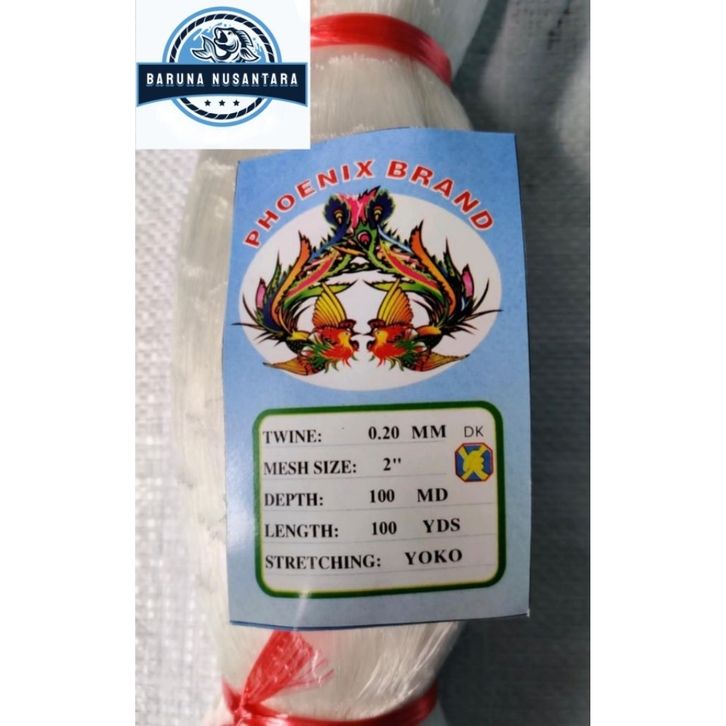 BARUNA NUSANTARA
PHOENIX BRAND
TWINE: 0.20 MM DK
MESH SIZE: 2"
DEPTH: 100 MD
LENGTH: 100 YDS
STRETCHING: YOKO